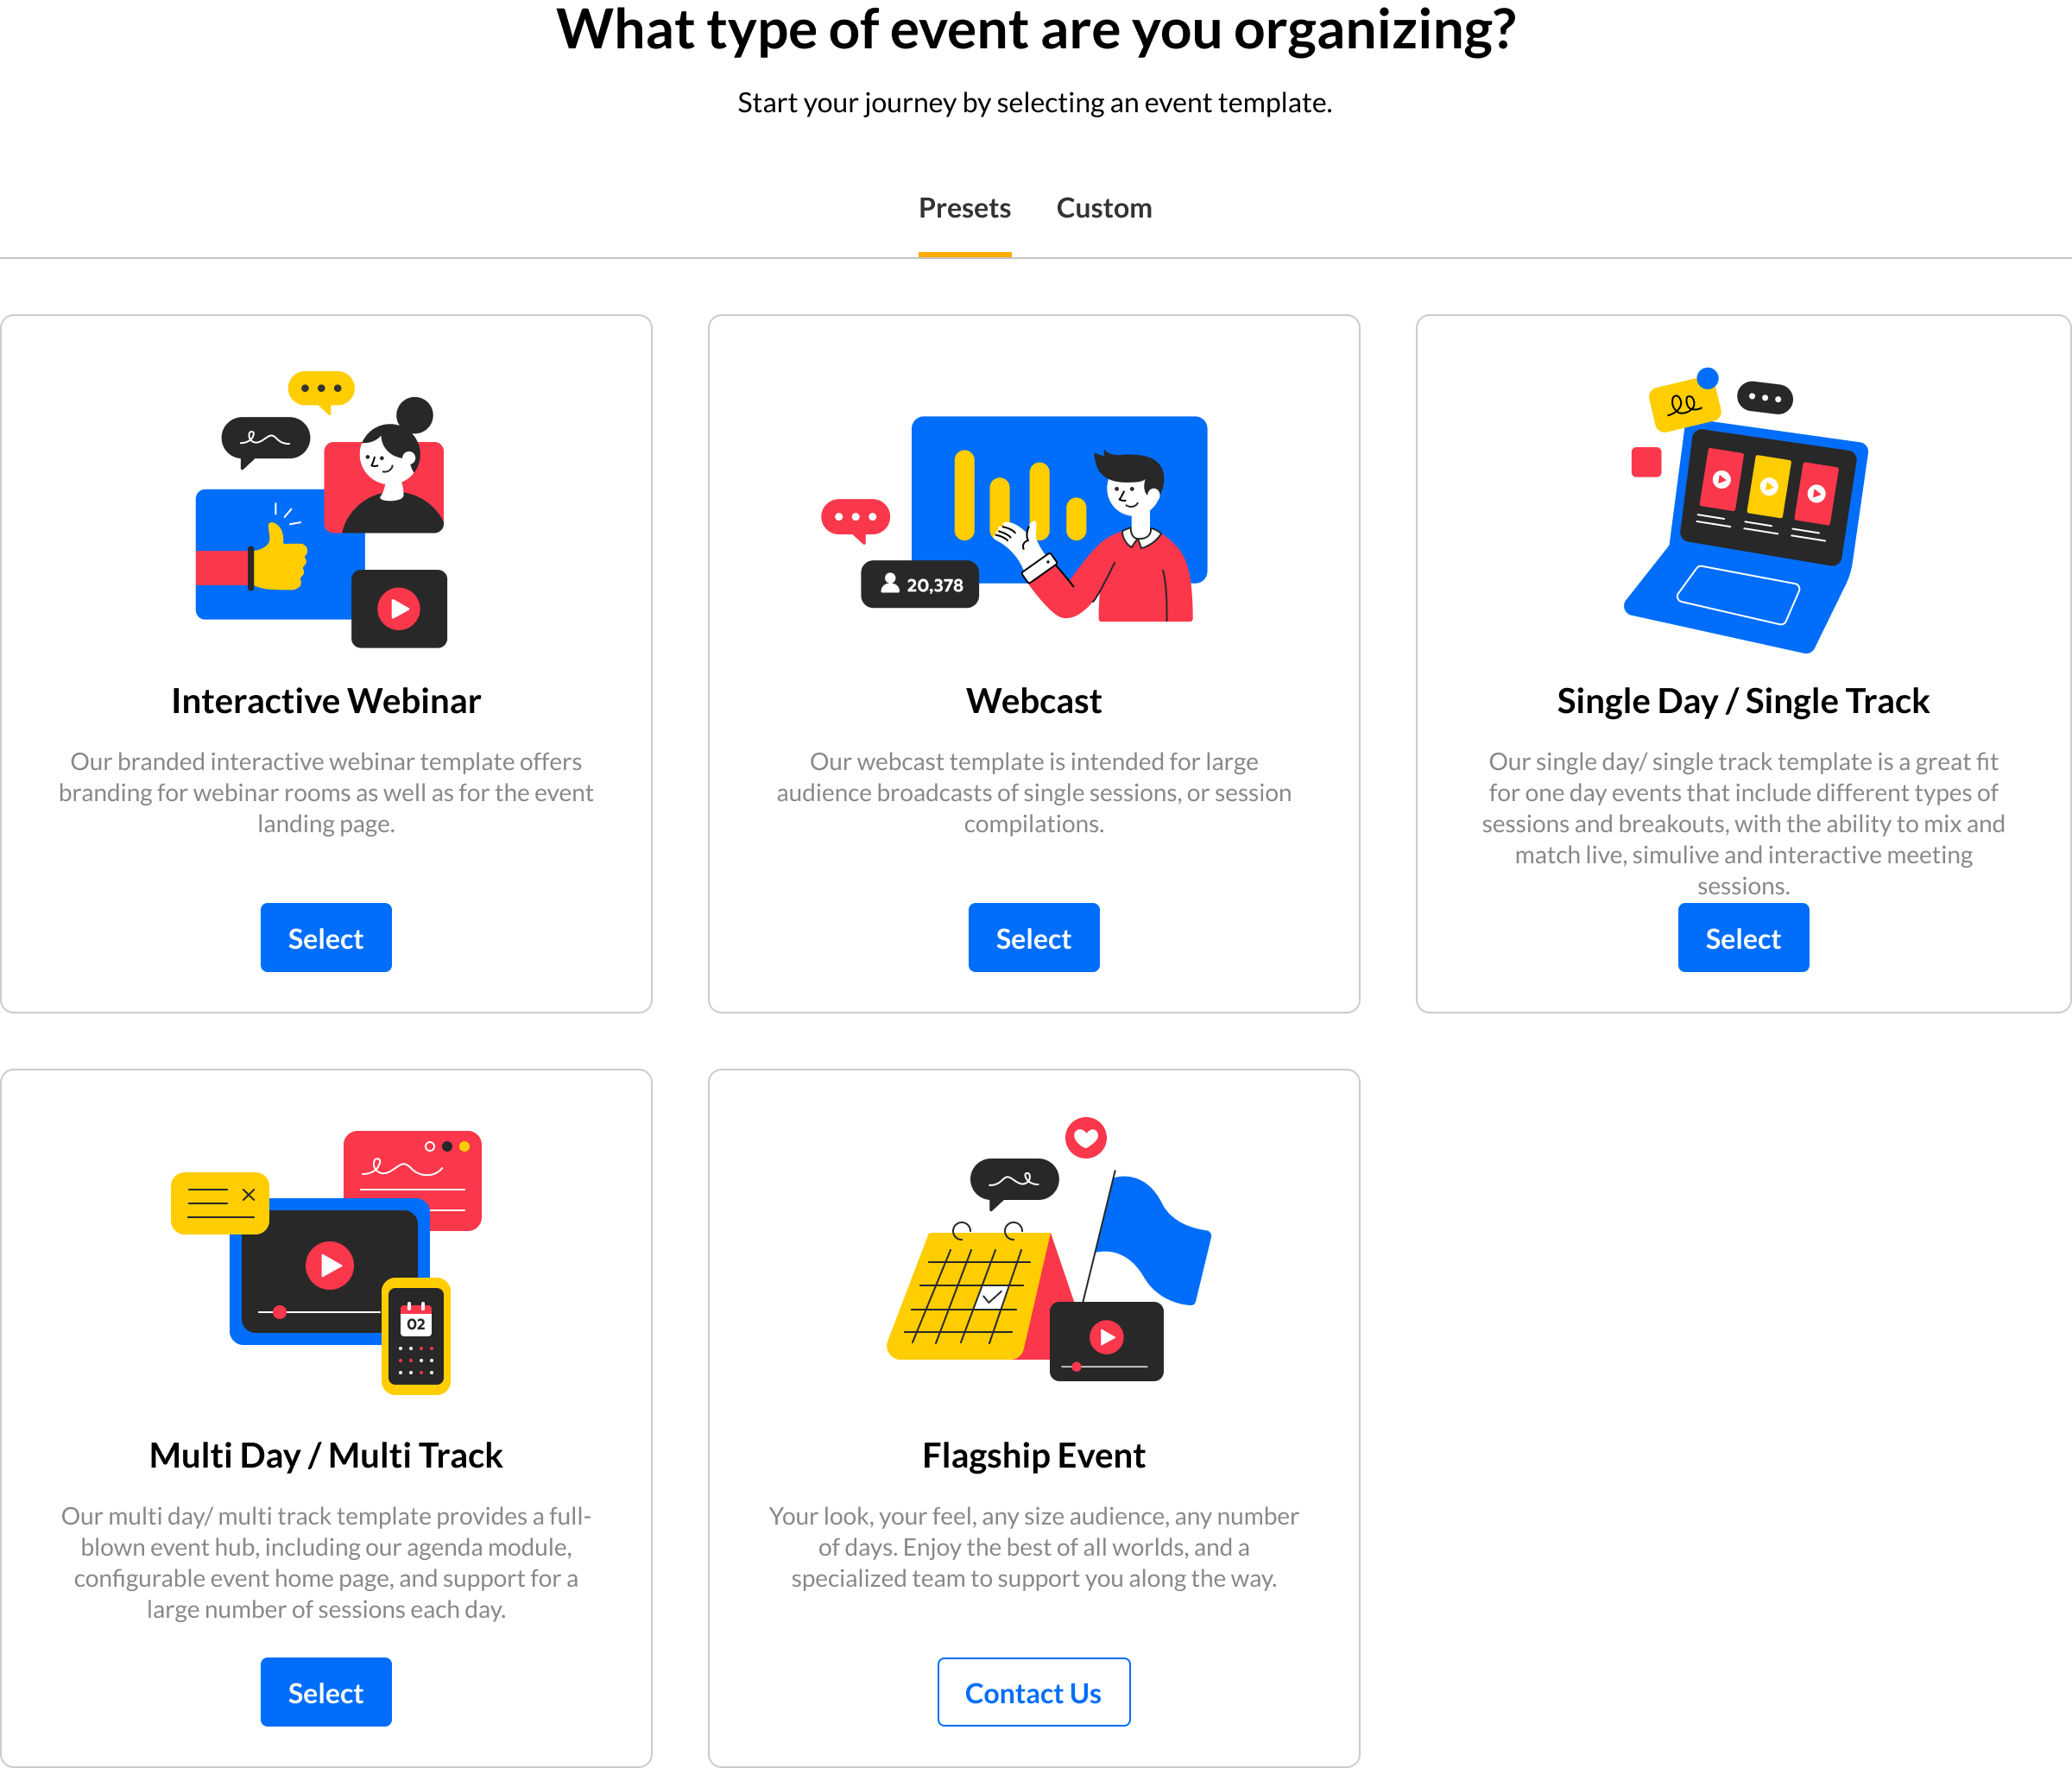 What type of event are you organizing?
Start your journey by selecting an event template.
Presets Custom
20,378
Interactive Webinar
Our branded interactive webinar template offers
branding for webinar rooms as well as for the event
landing page.
Select
Webcast
Our webcast template is intended for large
audience broadcasts of single sessions, or session
compilations.
Select
Single Day / Single Track
Our single day/ single track template is a great fit
for one day events that include different types of
sessions and breakouts, with the ability to mix and
match live, simulive and interactive meeting
sessions.
Select
02
Multi Day / Multi Track
Our multi day/ multi track template provides a full-
blown event hub, including our agenda module,
configurable event home page, and support for a
large number of sessions each day.
Select
Flagship Event
Your look, your feel, any size audience, any number
of days. Enjoy the best of all worlds, and a
specialized team to support you along the way.
Contact Us